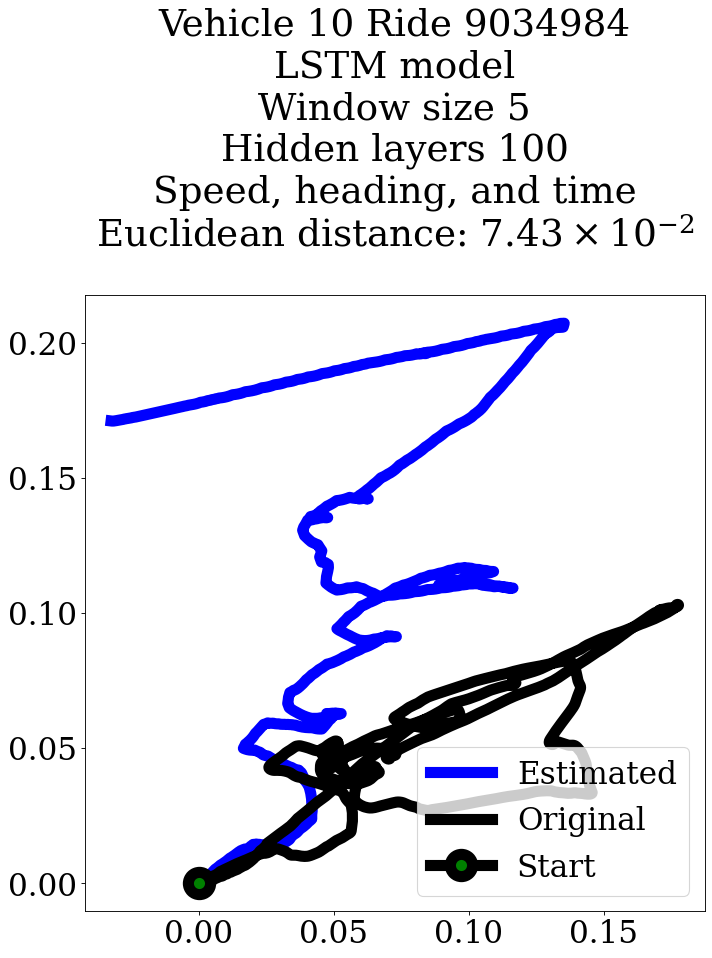 Vehicle 10 Ride 9034984
LSTM model
Window size 5
Hidden layers 100
Speed, heading, and time
Euclidean distance: 7.43 × 10⁻²
0.20
0.15
0.10
0.05
0.00
Estimated
Original
Start
0.00 0.05 0.10 0.15